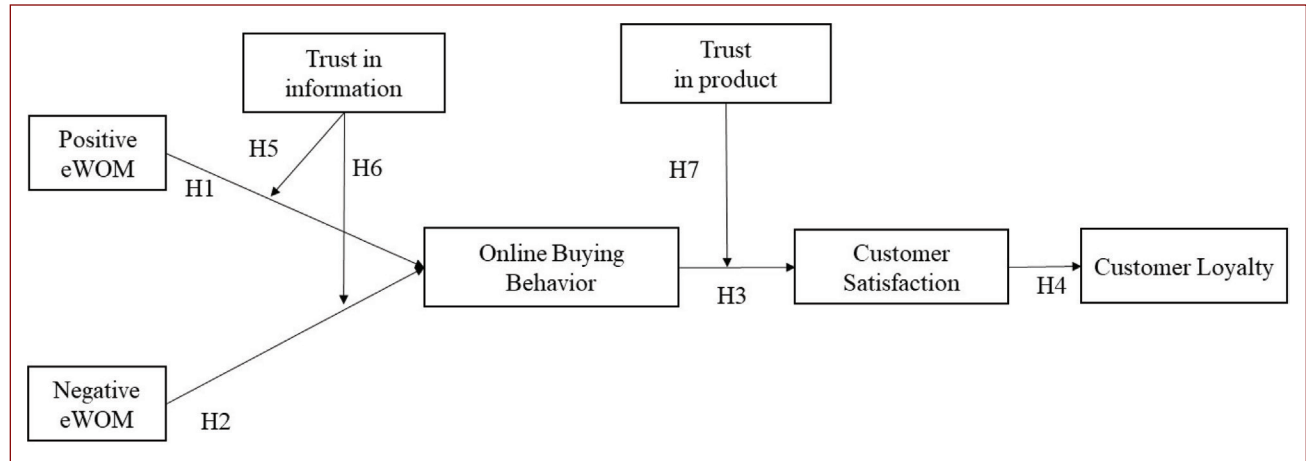 Trust in
information
Trust
in product
Positive
eWOM
H5
H6
H1
H7
Online Buying
Behavior
Customer
Satisfaction
Customer Loyalty
H3
H4
Negative
eWOM
H2